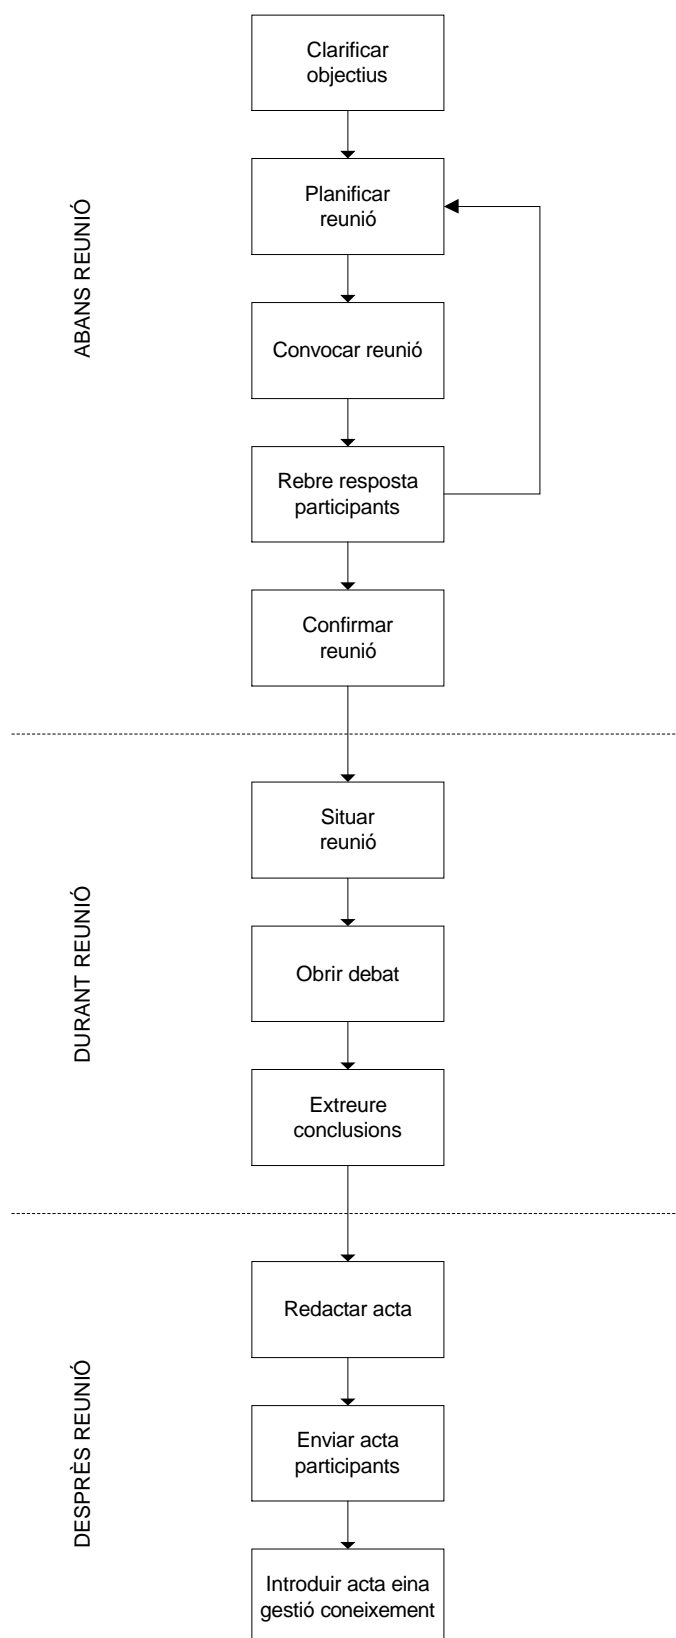 Clarificar
objectius
ABANS REUNIÓ
Planificar
reunió
Convocar reunió
Rebre resposta
participants
Confirmar
reunió
Situar
reunió
DURANT REUNIÓ
Obrir debat
Extreure
conclusions
Redactar acta
DESPRÈS REUNIÓ
Enviar acta
participants
Introduir acta eina
gestió coneixement